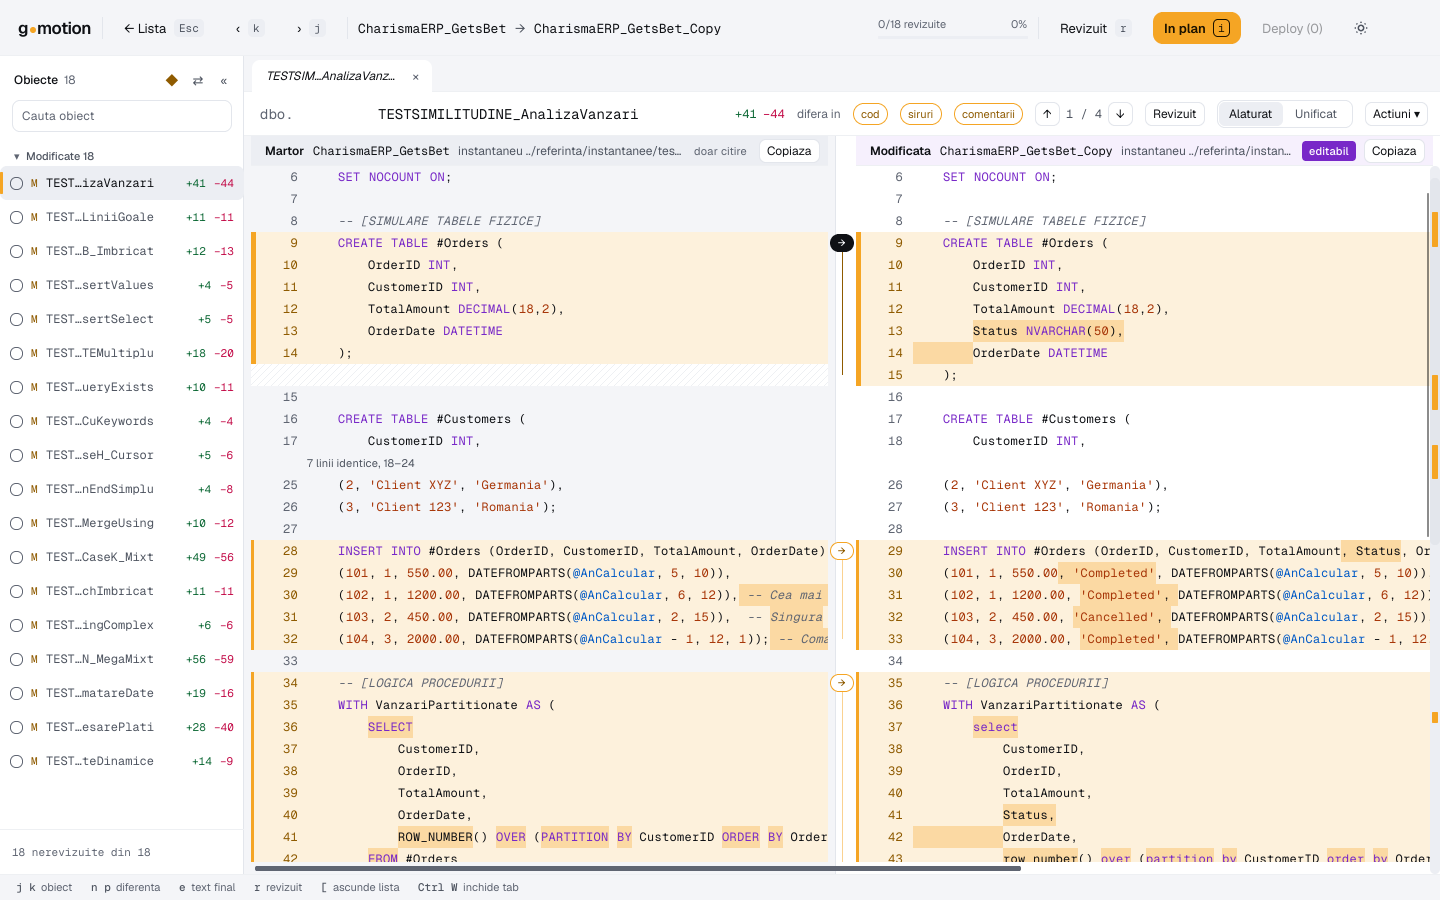 g•motion
← Lista Esc ‹ k › j CharismaERP_GetsBet → CharismaERP_GetsBet_Copy 0/18 revizuite 0% Revizuit r In plan i Deploy (0)
Obiecte 18 ⇄ «
Cauta obiect
▾ Modificate 18
M TEST…izaVanzari +41 −44
M TEST…LiniiGoale +11 −11
M TEST…B_Imbricat +12 −13
M TEST…sertValues +4 −5
M TEST…sertSelect +5 −5
M TEST…TEMultiplu +18 −20
M TEST…ueryExists +10 −11
M TEST…CuKeywords +4 −4
M TEST…seH_Cursor +5 −6
M TEST…nEndSimplu +4 −8
M TEST…MergeUsing +10 −12
M TEST…CaseK_Mixt +49 −56
M TEST…chImbricat +11 −11
M TEST…ingComplex +6 −6
M TEST…N_MegaMixt +56 −59
M TEST…matareDate +19 −16
M TEST…esarePlati +28 −40
M TEST…teDinamice +14 −9
18 nerevizuite din 18
TESTSIM…AnalizaVanz… ×
dbo. TESTSIMILITUDINE_AnalizaVanzari +41 −44 difera in cod siruri comentarii ↑ 1 / 4 ↓ Revizuit Alaturat Unificat Actiuni ▾
Martor CharismaERP_GetsBet instantaneu ../referinta/instantanee/tes… doar citire Copiaza
6 SET NOCOUNT ON;
7
8 -- [SIMULARE TABELE FIZICE]
9 CREATE TABLE #Orders (
10 OrderID INT,
11 CustomerID INT,
12 TotalAmount DECIMAL(18,2),
13 OrderDate DATETIME
14 );
15
16 CREATE TABLE #Customers (
17 CustomerID INT,
7 linii identice, 18–24
25 (2, 'Client XYZ', 'Germania'),
26 (3, 'Client 123', 'Romania');
27
28 INSERT INTO #Orders (OrderID, CustomerID, TotalAmount, OrderDate)
29 (101, 1, 550.00, DATEFROMPARTS(@AnCalcular, 5, 10)),
30 (102, 1, 1200.00, DATEFROMPARTS(@AnCalcular, 6, 12)), -- Cea mai
31 (103, 2, 450.00, DATEFROMPARTS(@AnCalcular, 2, 15)), -- Singura
32 (104, 3, 2000.00, DATEFROMPARTS(@AnCalcular - 1, 12, 1)); -- Coma
33
34 -- [LOGICA PROCEDURII]
35 WITH VanzariPartitionate AS (
36 SELECT
37 CustomerID,
38 OrderID,
39 TotalAmount,
40 OrderDate,
41 ROW_NUMBER() OVER (PARTITION BY CustomerID ORDER BY Order
42 FROM #Orders
Modificata CharismaERP_GetsBet_Copy instantaneu ../referinta/instan… editabil Copiaza
6 SET NOCOUNT ON;
7
8 -- [SIMULARE TABELE FIZICE]
→ 9 CREATE TABLE #Orders (
10 OrderID INT,
11 CustomerID INT,
12 TotalAmount DECIMAL(18,2),
13 Status NVARCHAR(50),
14 OrderDate DATETIME
15 );
16
17 CREATE TABLE #Customers (
18 CustomerID INT,
26 (2, 'Client XYZ', 'Germania'),
27 (3, 'Client 123', 'Romania');
28
→ 29 INSERT INTO #Orders (OrderID, CustomerID, TotalAmount, Status, Or
30 (101, 1, 550.00, 'Completed', DATEFROMPARTS(@AnCalcular, 5, 10))
31 (102, 1, 1200.00, 'Completed', DATEFROMPARTS(@AnCalcular, 6, 12)
32 (103, 2, 450.00, 'Cancelled', DATEFROMPARTS(@AnCalcular, 2, 15))
33 (104, 3, 2000.00, 'Completed', DATEFROMPARTS(@AnCalcular - 1, 12
34
→ 35 -- [LOGICA PROCEDURII]
36 WITH VanzariPartitionate AS (
37 select
38 CustomerID,
39 OrderID,
40 TotalAmount,
41 Status,
42 OrderDate,
43 row_number() over (partition by CustomerID order by Order
j k obiect n p diferenta e text final r revizuit [ ascunde lista Ctrl W inchide tab